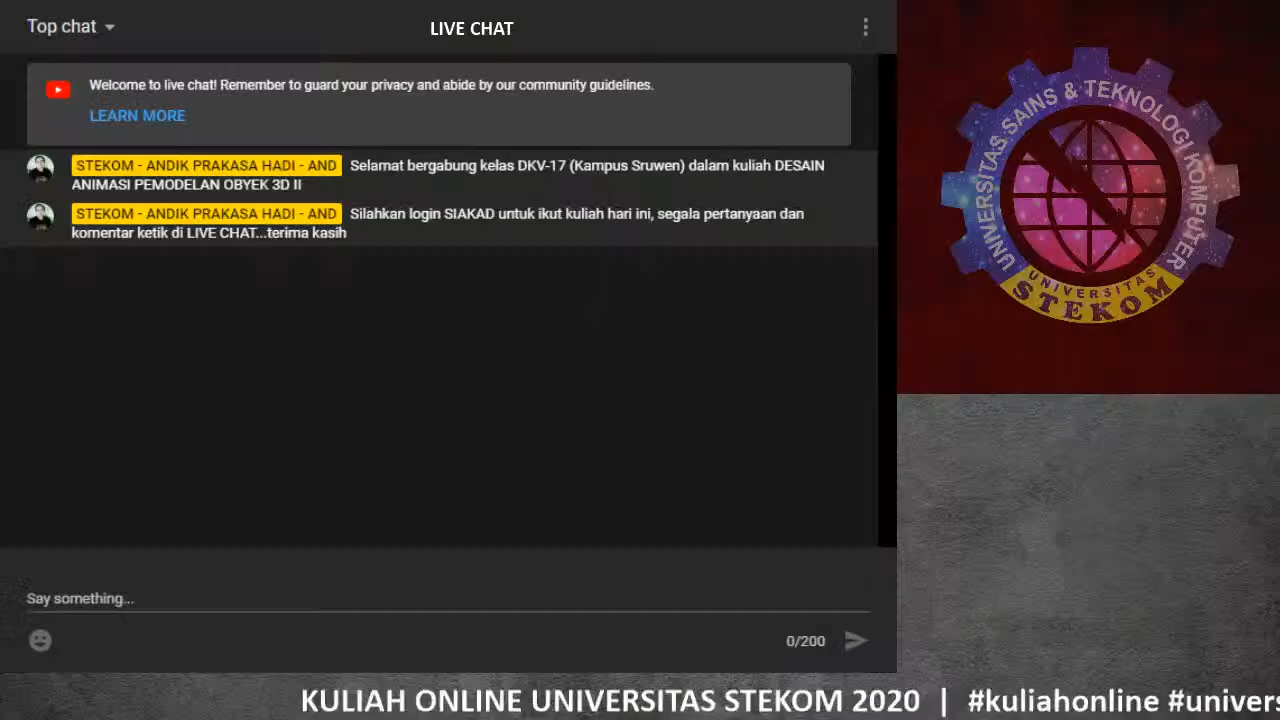 Top chat
LIVE CHAT
Welcome to live chat! Remember to guard your privacy and abide by our community guidelines.
LEARN MORE
STEKOM - ANDIK PRAKASA HADI - AND Selamat bergabung kelas DKV-17 (Kampus Sruwen) dalam kuliah DESAIN
ANIMASI PEMODELAN OBYEK 3D II
STEKOM - ANDIK PRAKASA HADI - AND Silahkan login SIAKAD untuk ikut kuliah hari ini, segala pertanyaan dan
komentar ketik di LIVE CHAT...terima kasih
Say something...
0/200
UNIVERSITAS SAINS & TEKNOLOGI KOMPUTER
UNIVERSITAS
STEKOM
KULIAH ONLINE UNIVERSITAS STEKOM 2020 | #kuliahonline #univers